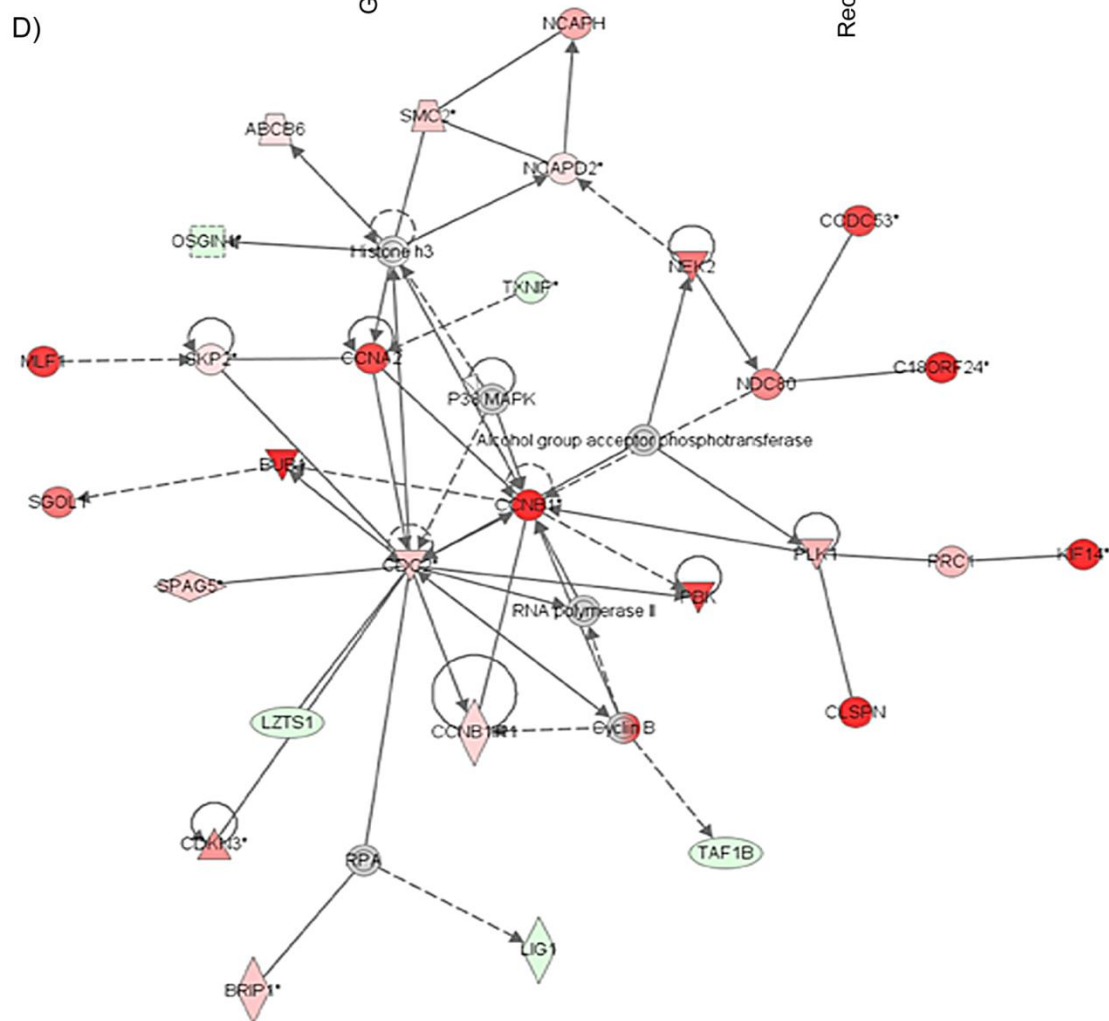 D)
G
Rec
NCAPH
SMC2*
ABCB6
NCAPD2*
CCDC53*
OSGIN1*
Histone h3
NEK2
TXNIP*
MLF1
SKP2*
CCNA2
C18ORF24*
NDC80
P38 MAPK
Alcohol group acceptor phosphotransferase
BUB1
SGOL1
CCNB1*
PLK1
PRC1
KIF14*
SPAG5*
PBK
RNA polymerase II
LZTS1
CLSPN
Cyclin B
CDKN3*
TAF1B
RPA
LIG1
BRIP1*